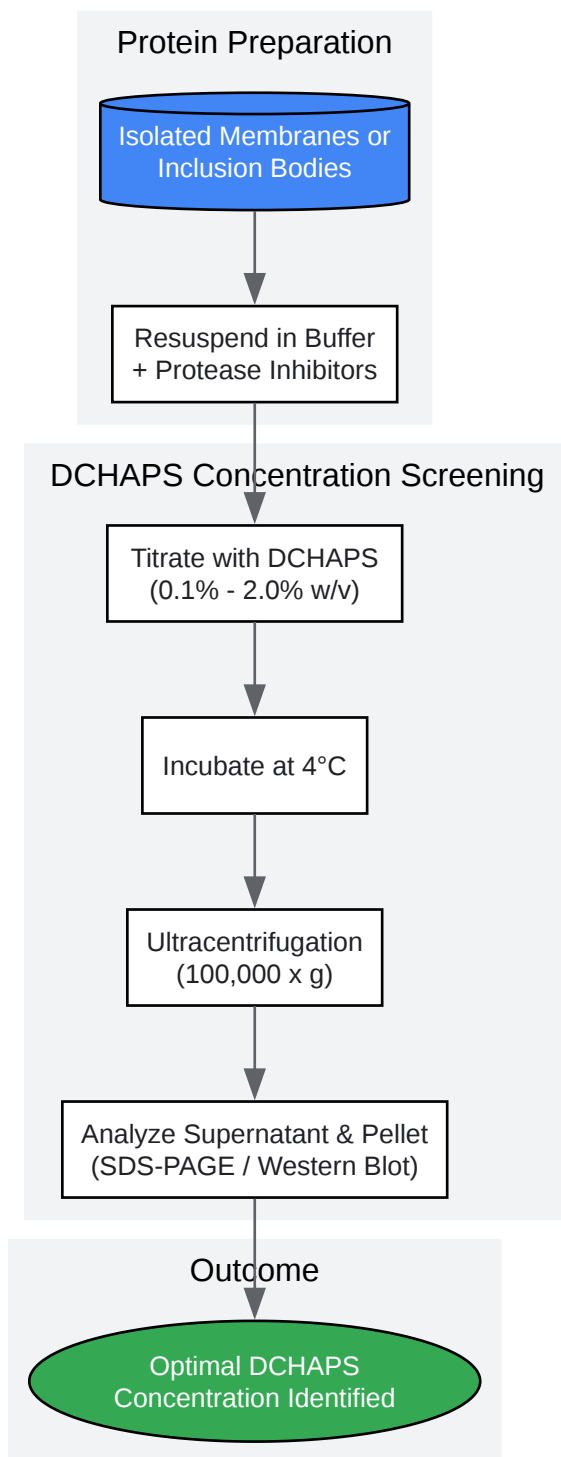 Protein Preparation
Isolated Membranes or
Inclusion Bodies
Resuspend in Buffer
+ Protease Inhibitors
DCHAPS Concentration Screening
Titrate with DCHAPS
(0.1% - 2.0% w/v)
Incubate at 4°C
Ultracentrifugation
(100,000 x g)
Analyze Supernatant & Pellet
(SDS-PAGE / Western Blot)
Outcome
Optimal DCHAPS
Concentration Identified